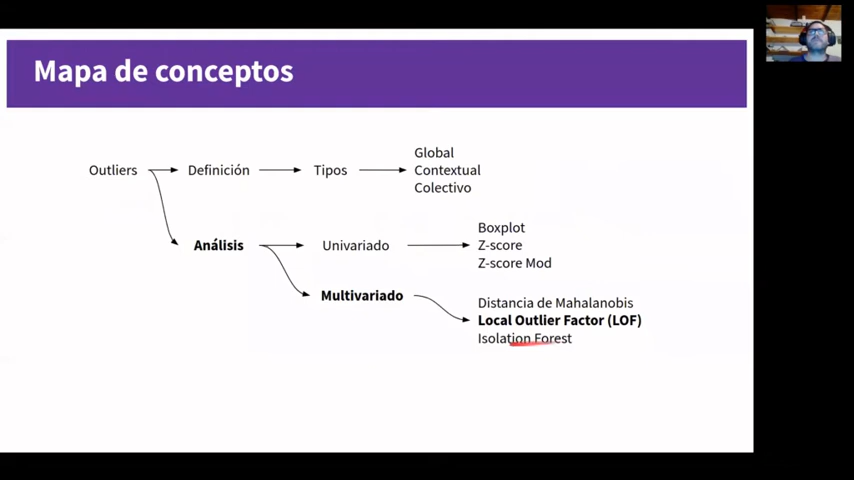 Mapa de conceptos
Outliers
Definición
Tipos
Global
Contextual
Colectivo
Análisis
Univariado
Boxplot
Z-score
Z-score Mod
Multivariado
Distancia de Mahalanobis
Local Outlier Factor (LOF)
Isolation Forest